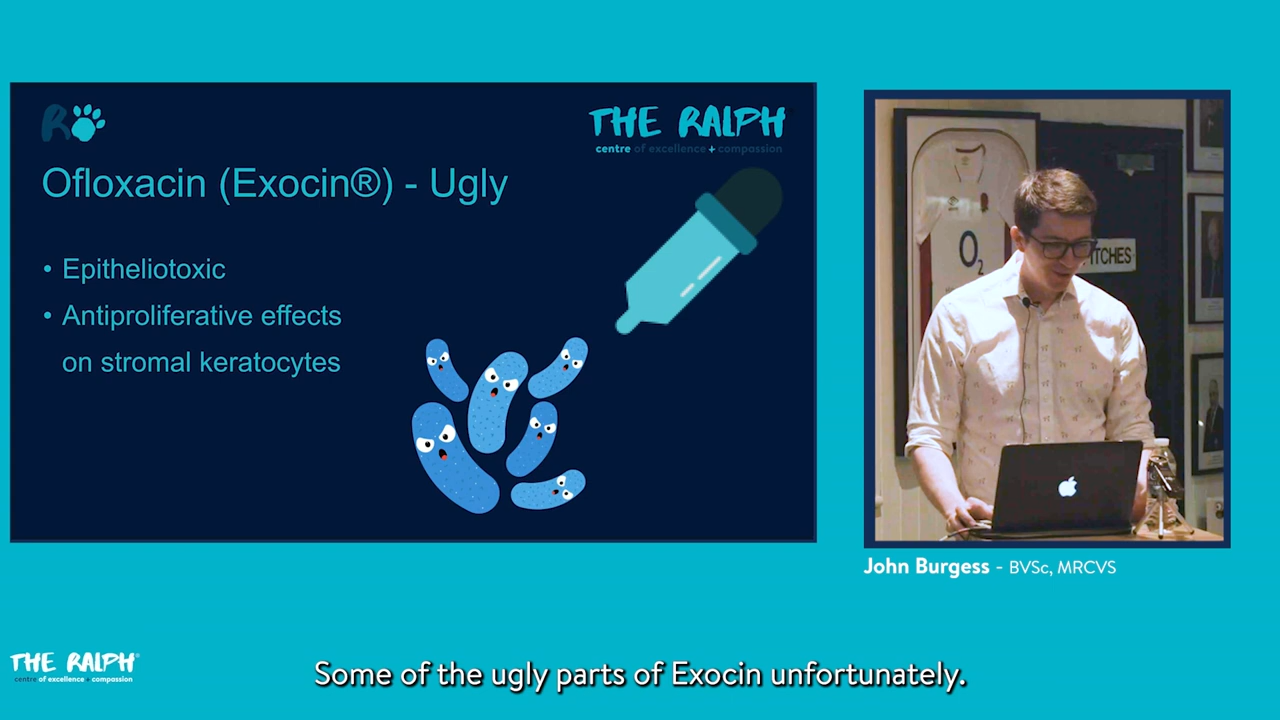 THE RALPH
centre of excellence + compassion
Ofloxacin (Exocin®) - Ugly
• Epitheliotoxic
• Antiproliferative effects
on stromal keratocytes
O2
ITCHES
John Burgess - BVSc, MRCVS
THE RALPH®
centre of excellence + compassion
Some of the ugly parts of Exocin unfortunately.